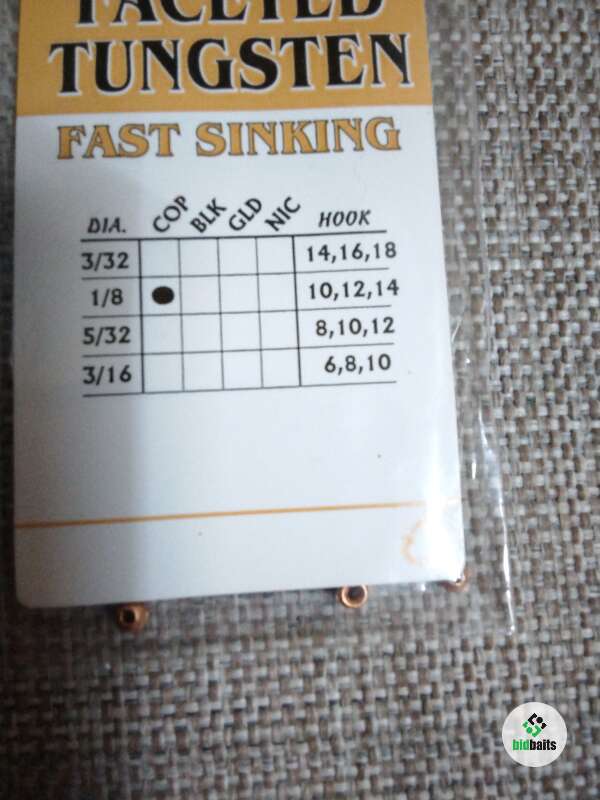 FACETED
TUNGSTEN
FAST SINKING
DIA. COP BLK GLD NIC HOOK
3/32 14,16,18
1/8 10,12,14
5/32 8,10,12
3/16 6,8,10
bidbaits